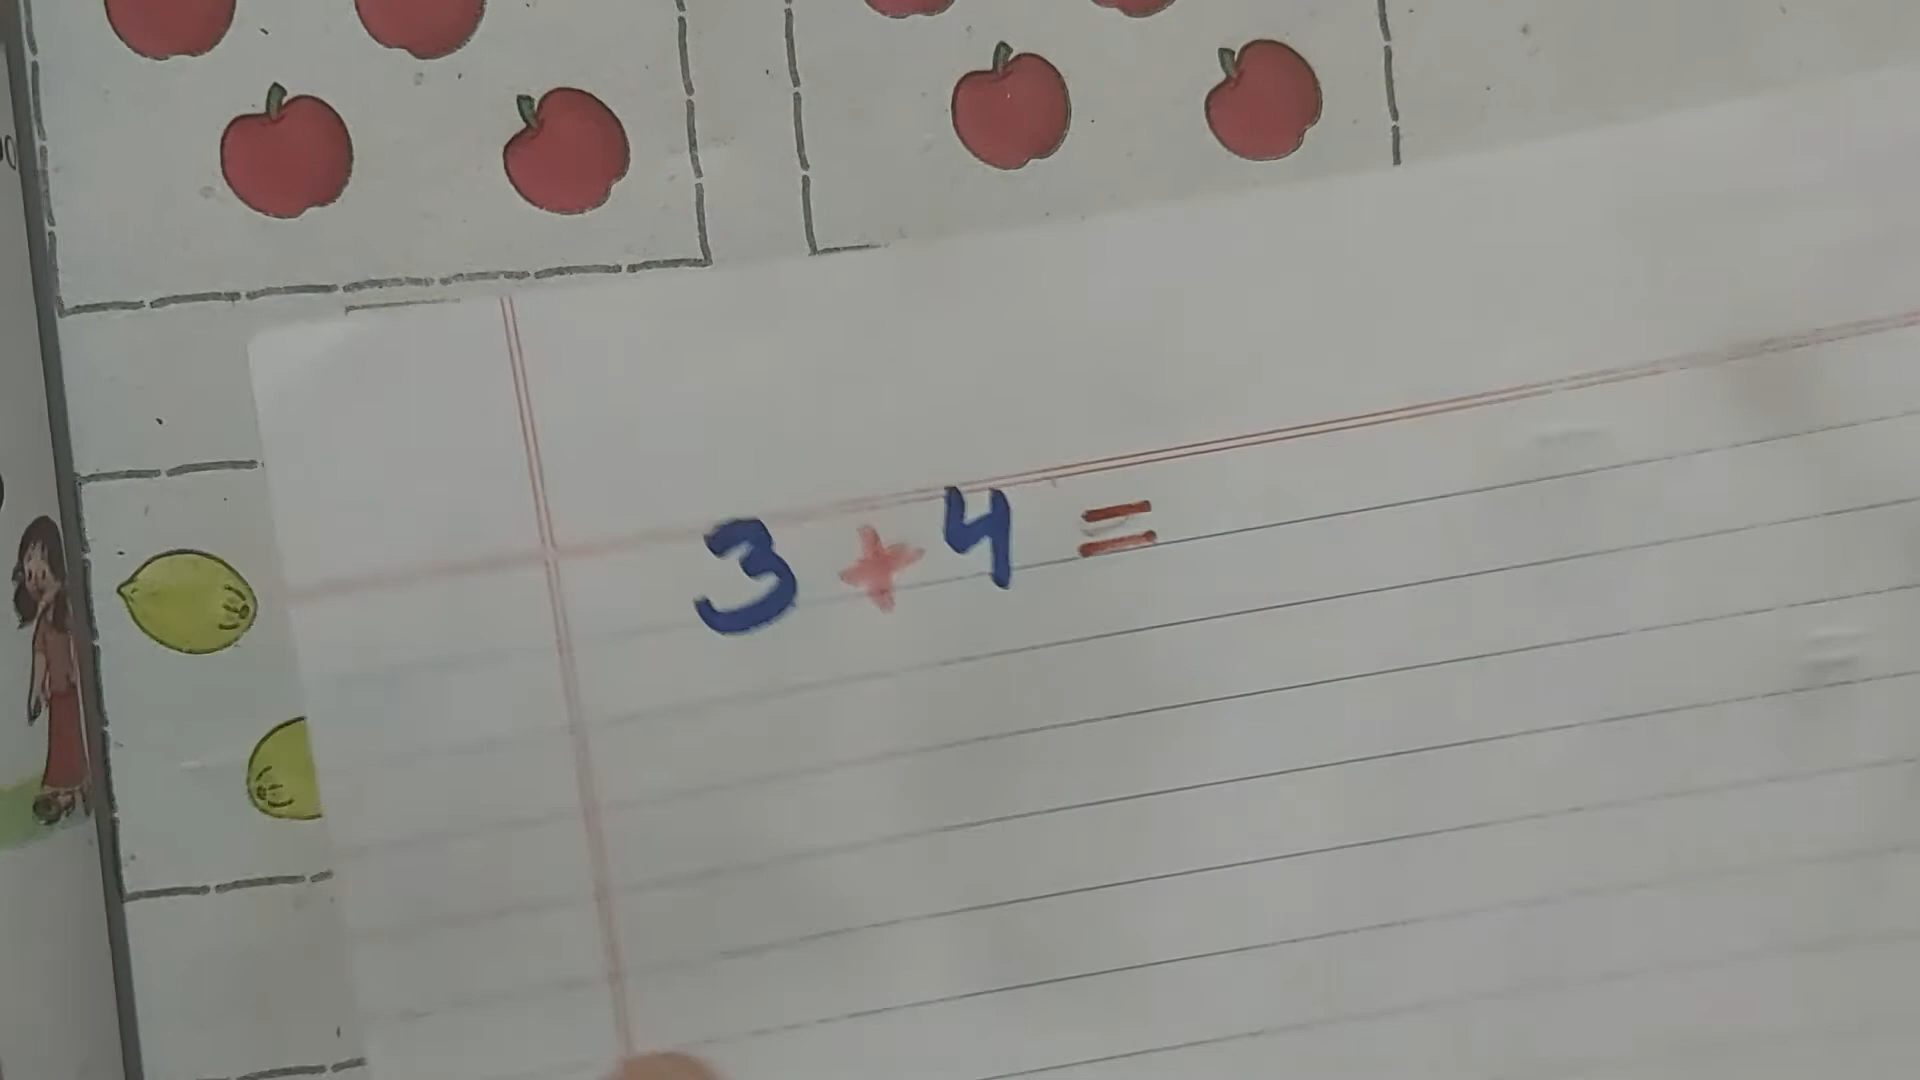 3 + 4 =